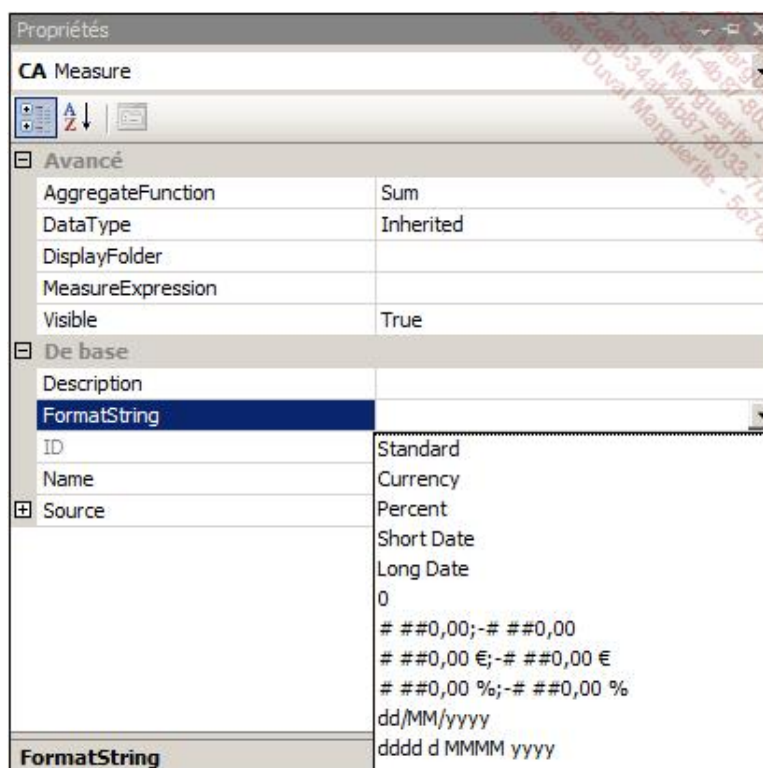 Propriétés
CA Measure
Avancé
AggregateFunction Sum
DataType Inherited
DisplayFolder
MeasureExpression
Visible True
De base
Description
FormatString
ID
Name
Source
Standard
Currency
Percent
Short Date
Long Date
0
# ##0,00;-# ##0,00
# ##0,00 €;-# ##0,00 €
# ##0,00 %;-# ##0,00 %
dd/MM/yyyy
dddd d MMMM yyyy
FormatString